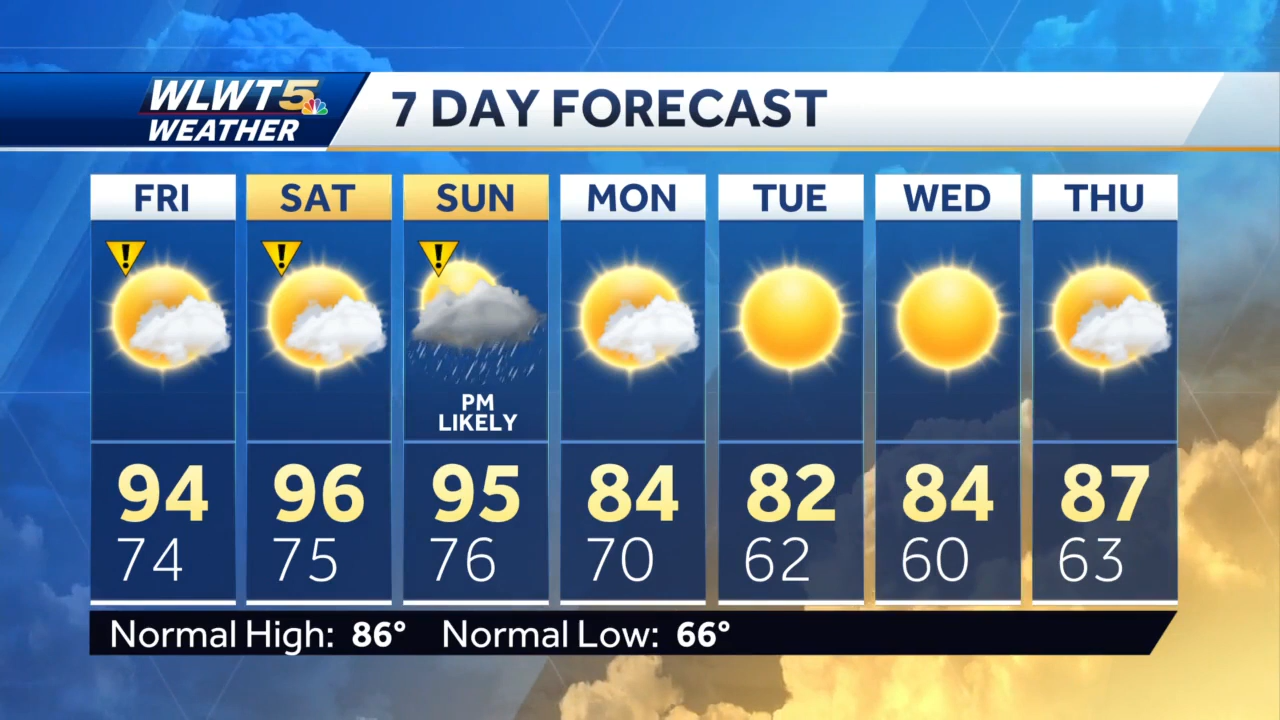 WLWT5
WEATHER
7 DAY FORECAST
FRI SAT SUN MON TUE WED THU
! ! !
PM
LIKELY
94 96 95 84 82 84 87
74 75 76 70 62 60 63
Normal High: 86° Normal Low: 66°